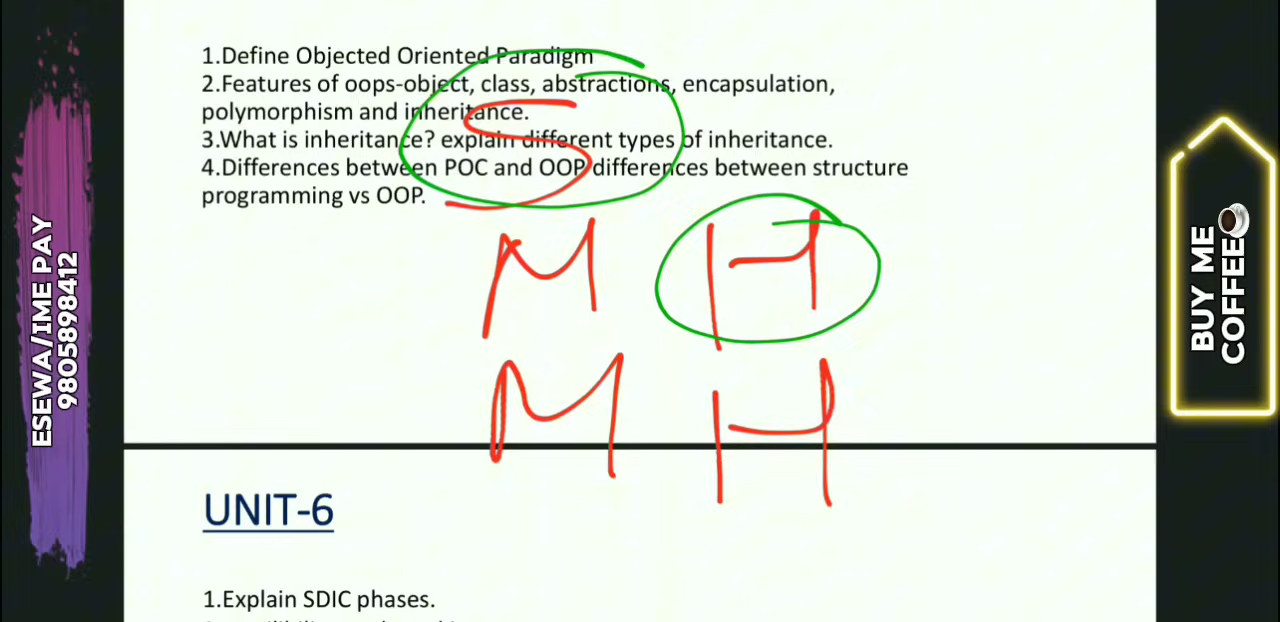 1.Define Objected Oriented Paradigm
2.Features of oops-object, class, abstractions, encapsulation,
polymorphism and inheritance.
3.What is inheritance? explain different types of inheritance.
4.Differences between POC and OOP differences between structure
programming vs OOP.
S
M H
M H
UNIT-6
1.Explain SDIC phases.
ESEWA/IME PAY
9805898412
BUY ME
COFFEE